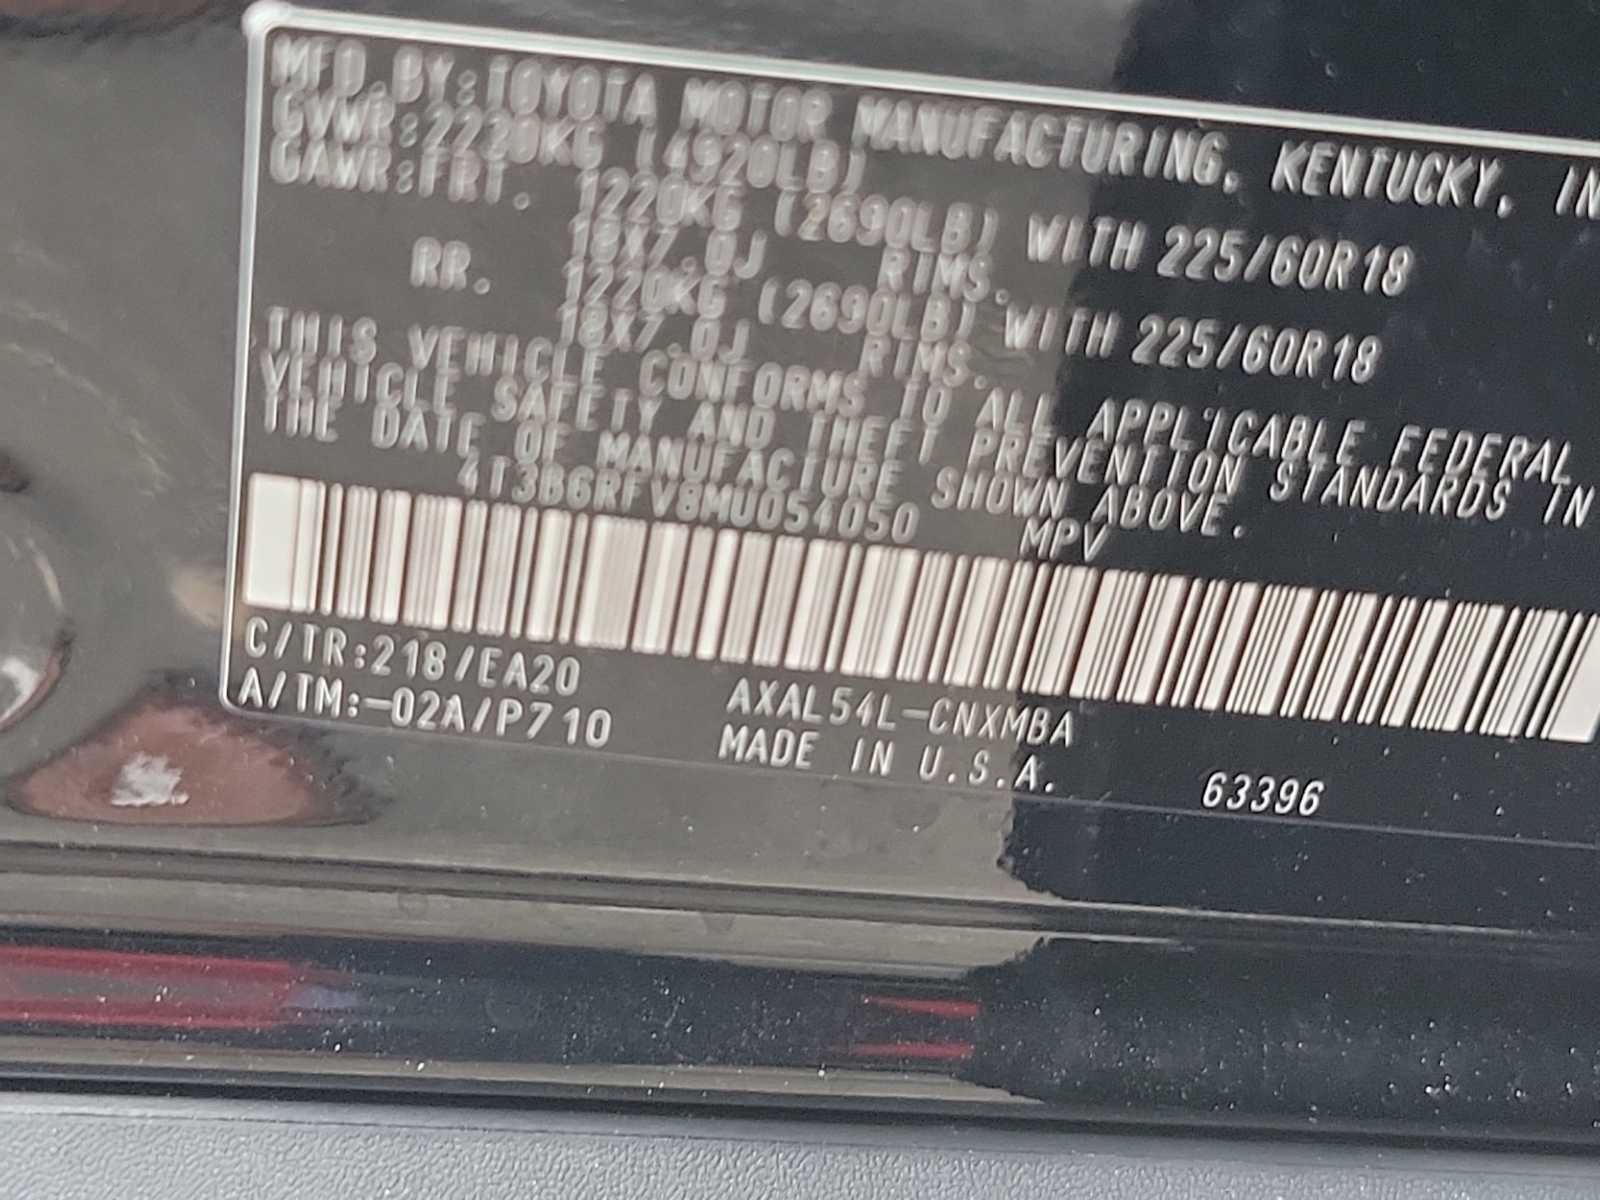 MFD.BY:TOYOTA MOTOR MANUFACTURING, KENTUCKY, IN
GVWR:2230KG (4920LB)
GAWR:FRT. 1220KG (2690LB) WITH 225/60R18
18X7.0J RIMS.
RR. 1220KG (2690LB) WITH 225/60R18
18X7.0J RIMS.
THIS VEHICLE CONFORMS TO ALL APPLICABLE FEDERAL
VEHICLE SAFETY AND THEFT PREVENTION STANDARDS IN
THE DATE OF MANUFACTURE SHOWN ABOVE.
4T3B6RFV8MU054050 MPV
C/TR:218/EA20
A/TM:-02A/P710
AXAL54L-CNXMBA
MADE IN U.S.A.
63396